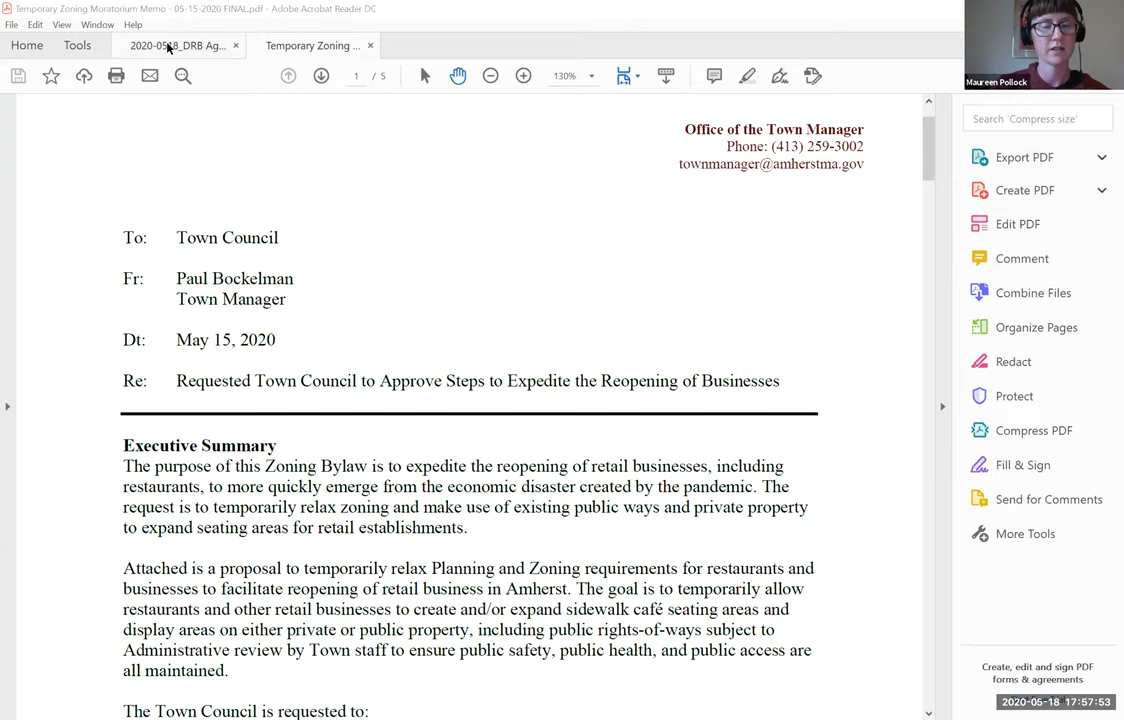 Temporary Zoning Moratorium Memo - 05-15-2020 FINAL.pdf - Adobe Acrobat Reader DC
File Edit View Window Help
Home Tools 2020-0518_DRB Ag... × Temporary Zoning ... ×
1 / 5 130%
Maureen Pollock
Search 'Compress size'
Export PDF
Create PDF
Edit PDF
Comment
Combine Files
Organize Pages
Redact
Protect
Compress PDF
Fill & Sign
Send for Comments
More Tools
Office of the Town Manager
Phone: (413) 259-3002
townmanager@amherstma.gov
To: Town Council
Fr: Paul Bockelman
Town Manager
Dt: May 15, 2020
Re: Requested Town Council to Approve Steps to Expedite the Reopening of Businesses
Executive Summary
The purpose of this Zoning Bylaw is to expedite the reopening of retail businesses, including
restaurants, to more quickly emerge from the economic disaster created by the pandemic. The
request is to temporarily relax zoning and make use of existing public ways and private property
to expand seating areas for retail establishments.
Attached is a proposal to temporarily relax Planning and Zoning requirements for restaurants and
businesses to facilitate reopening of retail business in Amherst. The goal is to temporarily allow
restaurants and other retail businesses to create and/or expand sidewalk café seating areas and
display areas on either private or public property, including public rights-of-ways subject to
Administrative review by Town staff to ensure public safety, public health, and public access are
all maintained.
The Town Council is requested to:
Create, edit and sign PDF
forms & agreements
2020-05-18 17:57:53